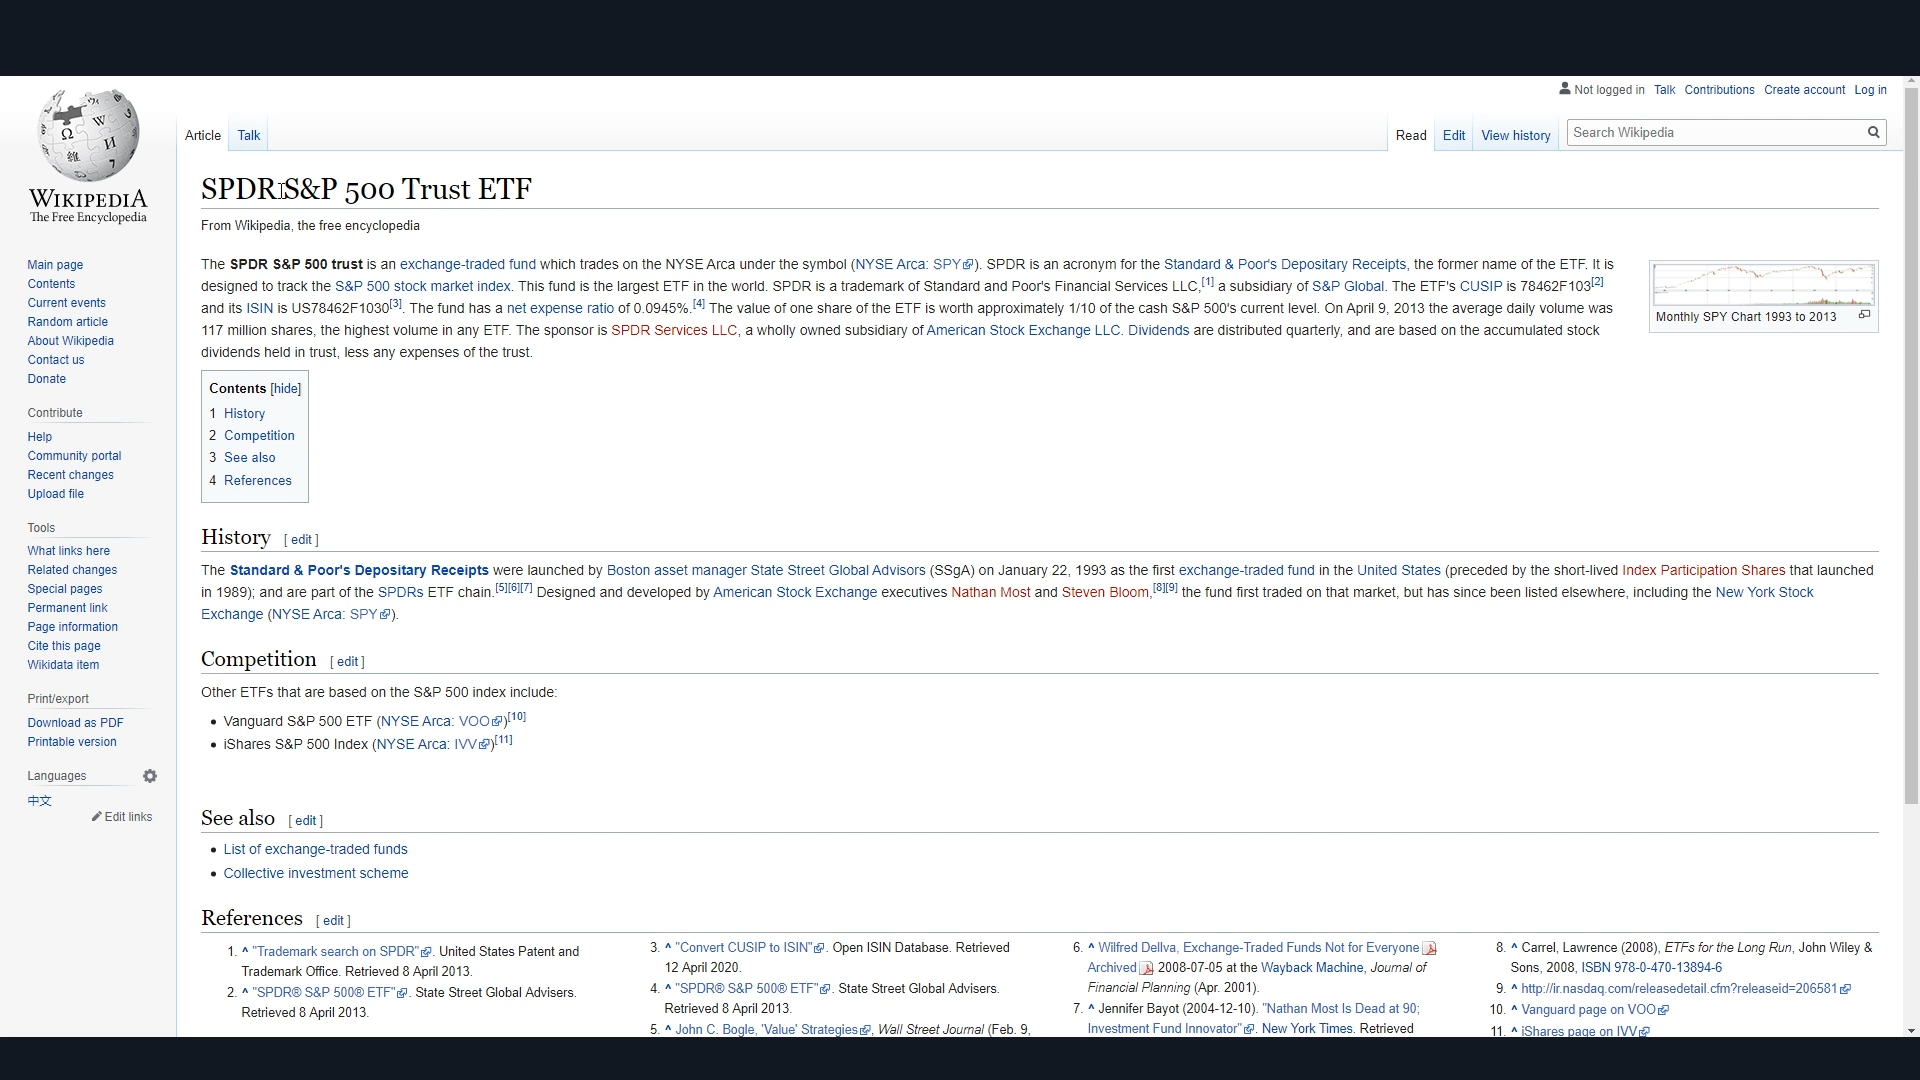 Not logged in Talk Contributions Create account Log in
Article Talk Read Edit View history Search Wikipedia
WIKIPEDIA
The Free Encyclopedia
Main page
Contents
Current events
Random article
About Wikipedia
Contact us
Donate
Contribute
Help
Community portal
Recent changes
Upload file
Tools
What links here
Related changes
Special pages
Permanent link
Page information
Cite this page
Wikidata item
Print/export
Download as PDF
Printable version
Languages
中文
Edit links
SPDR S&P 500 Trust ETF
From Wikipedia, the free encyclopedia
The SPDR S&P 500 trust is an exchange-traded fund which trades on the NYSE Arca under the symbol (NYSE Arca: SPY). SPDR is an acronym for the Standard & Poor's Depositary Receipts, the former name of the ETF. It is
designed to track the S&P 500 stock market index. This fund is the largest ETF in the world. SPDR is a trademark of Standard and Poor's Financial Services LLC,[1] a subsidiary of S&P Global. The ETF's CUSIP is 78462F103[2]
and its ISIN is US78462F1030[3]. The fund has a net expense ratio of 0.0945%.[4] The value of one share of the ETF is worth approximately 1/10 of the cash S&P 500's current level. On April 9, 2013 the average daily volume was
117 million shares, the highest volume in any ETF. The sponsor is SPDR Services LLC, a wholly owned subsidiary of American Stock Exchange LLC. Dividends are distributed quarterly, and are based on the accumulated stock
dividends held in trust, less any expenses of the trust.
Monthly SPY Chart 1993 to 2013
Contents [hide]
1 History
2 Competition
3 See also
4 References
History [ edit ]
The Standard & Poor's Depositary Receipts were launched by Boston asset manager State Street Global Advisors (SSgA) on January 22, 1993 as the first exchange-traded fund in the United States (preceded by the short-lived Index Participation Shares that launched
in 1989); and are part of the SPDRs ETF chain.[5][6][7] Designed and developed by American Stock Exchange executives Nathan Most and Steven Bloom,[8][9] the fund first traded on that market, but has since been listed elsewhere, including the New York Stock
Exchange (NYSE Arca: SPY).
Competition [ edit ]
Other ETFs that are based on the S&P 500 index include:
• Vanguard S&P 500 ETF (NYSE Arca: VOO)[10]
• iShares S&P 500 Index (NYSE Arca: IVV)[11]
See also [ edit ]
• List of exchange-traded funds
• Collective investment scheme
References [ edit ]
1. ^ "Trademark search on SPDR". United States Patent and
Trademark Office. Retrieved 8 April 2013.
2. ^ "SPDR® S&P 500® ETF". State Street Global Advisers.
Retrieved 8 April 2013.
3. ^ "Convert CUSIP to ISIN". Open ISIN Database. Retrieved
12 April 2020.
4. ^ "SPDR® S&P 500® ETF". State Street Global Advisers.
Retrieved 8 April 2013.
5. ^ John C. Bogle, 'Value' Strategies, Wall Street Journal (Feb. 9,
6. ^ Wilfred Dellva, Exchange-Traded Funds Not for Everyone
Archived 2008-07-05 at the Wayback Machine, Journal of
Financial Planning (Apr. 2001).
7. ^ Jennifer Bayot (2004-12-10). "Nathan Most Is Dead at 90;
Investment Fund Innovator". New York Times. Retrieved
8. ^ Carrel, Lawrence (2008), ETFs for the Long Run, John Wiley &
Sons, 2008, ISBN 978-0-470-13894-6
9. ^ http://ir.nasdaq.com/releasedetail.cfm?releaseid=206581
10. ^ Vanguard page on VOO
11. ^ iShares page on IVV